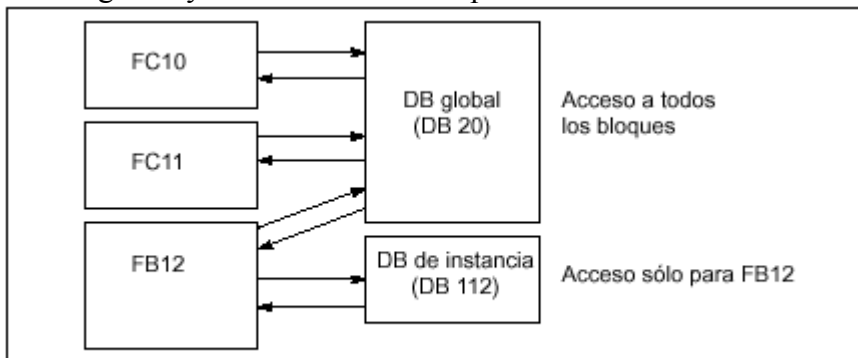 FC10
DB global
(DB 20)
Acceso a todos
los bloques
FC11
FB12
DB de instancia
(DB 112)
Acceso sólo para FB12